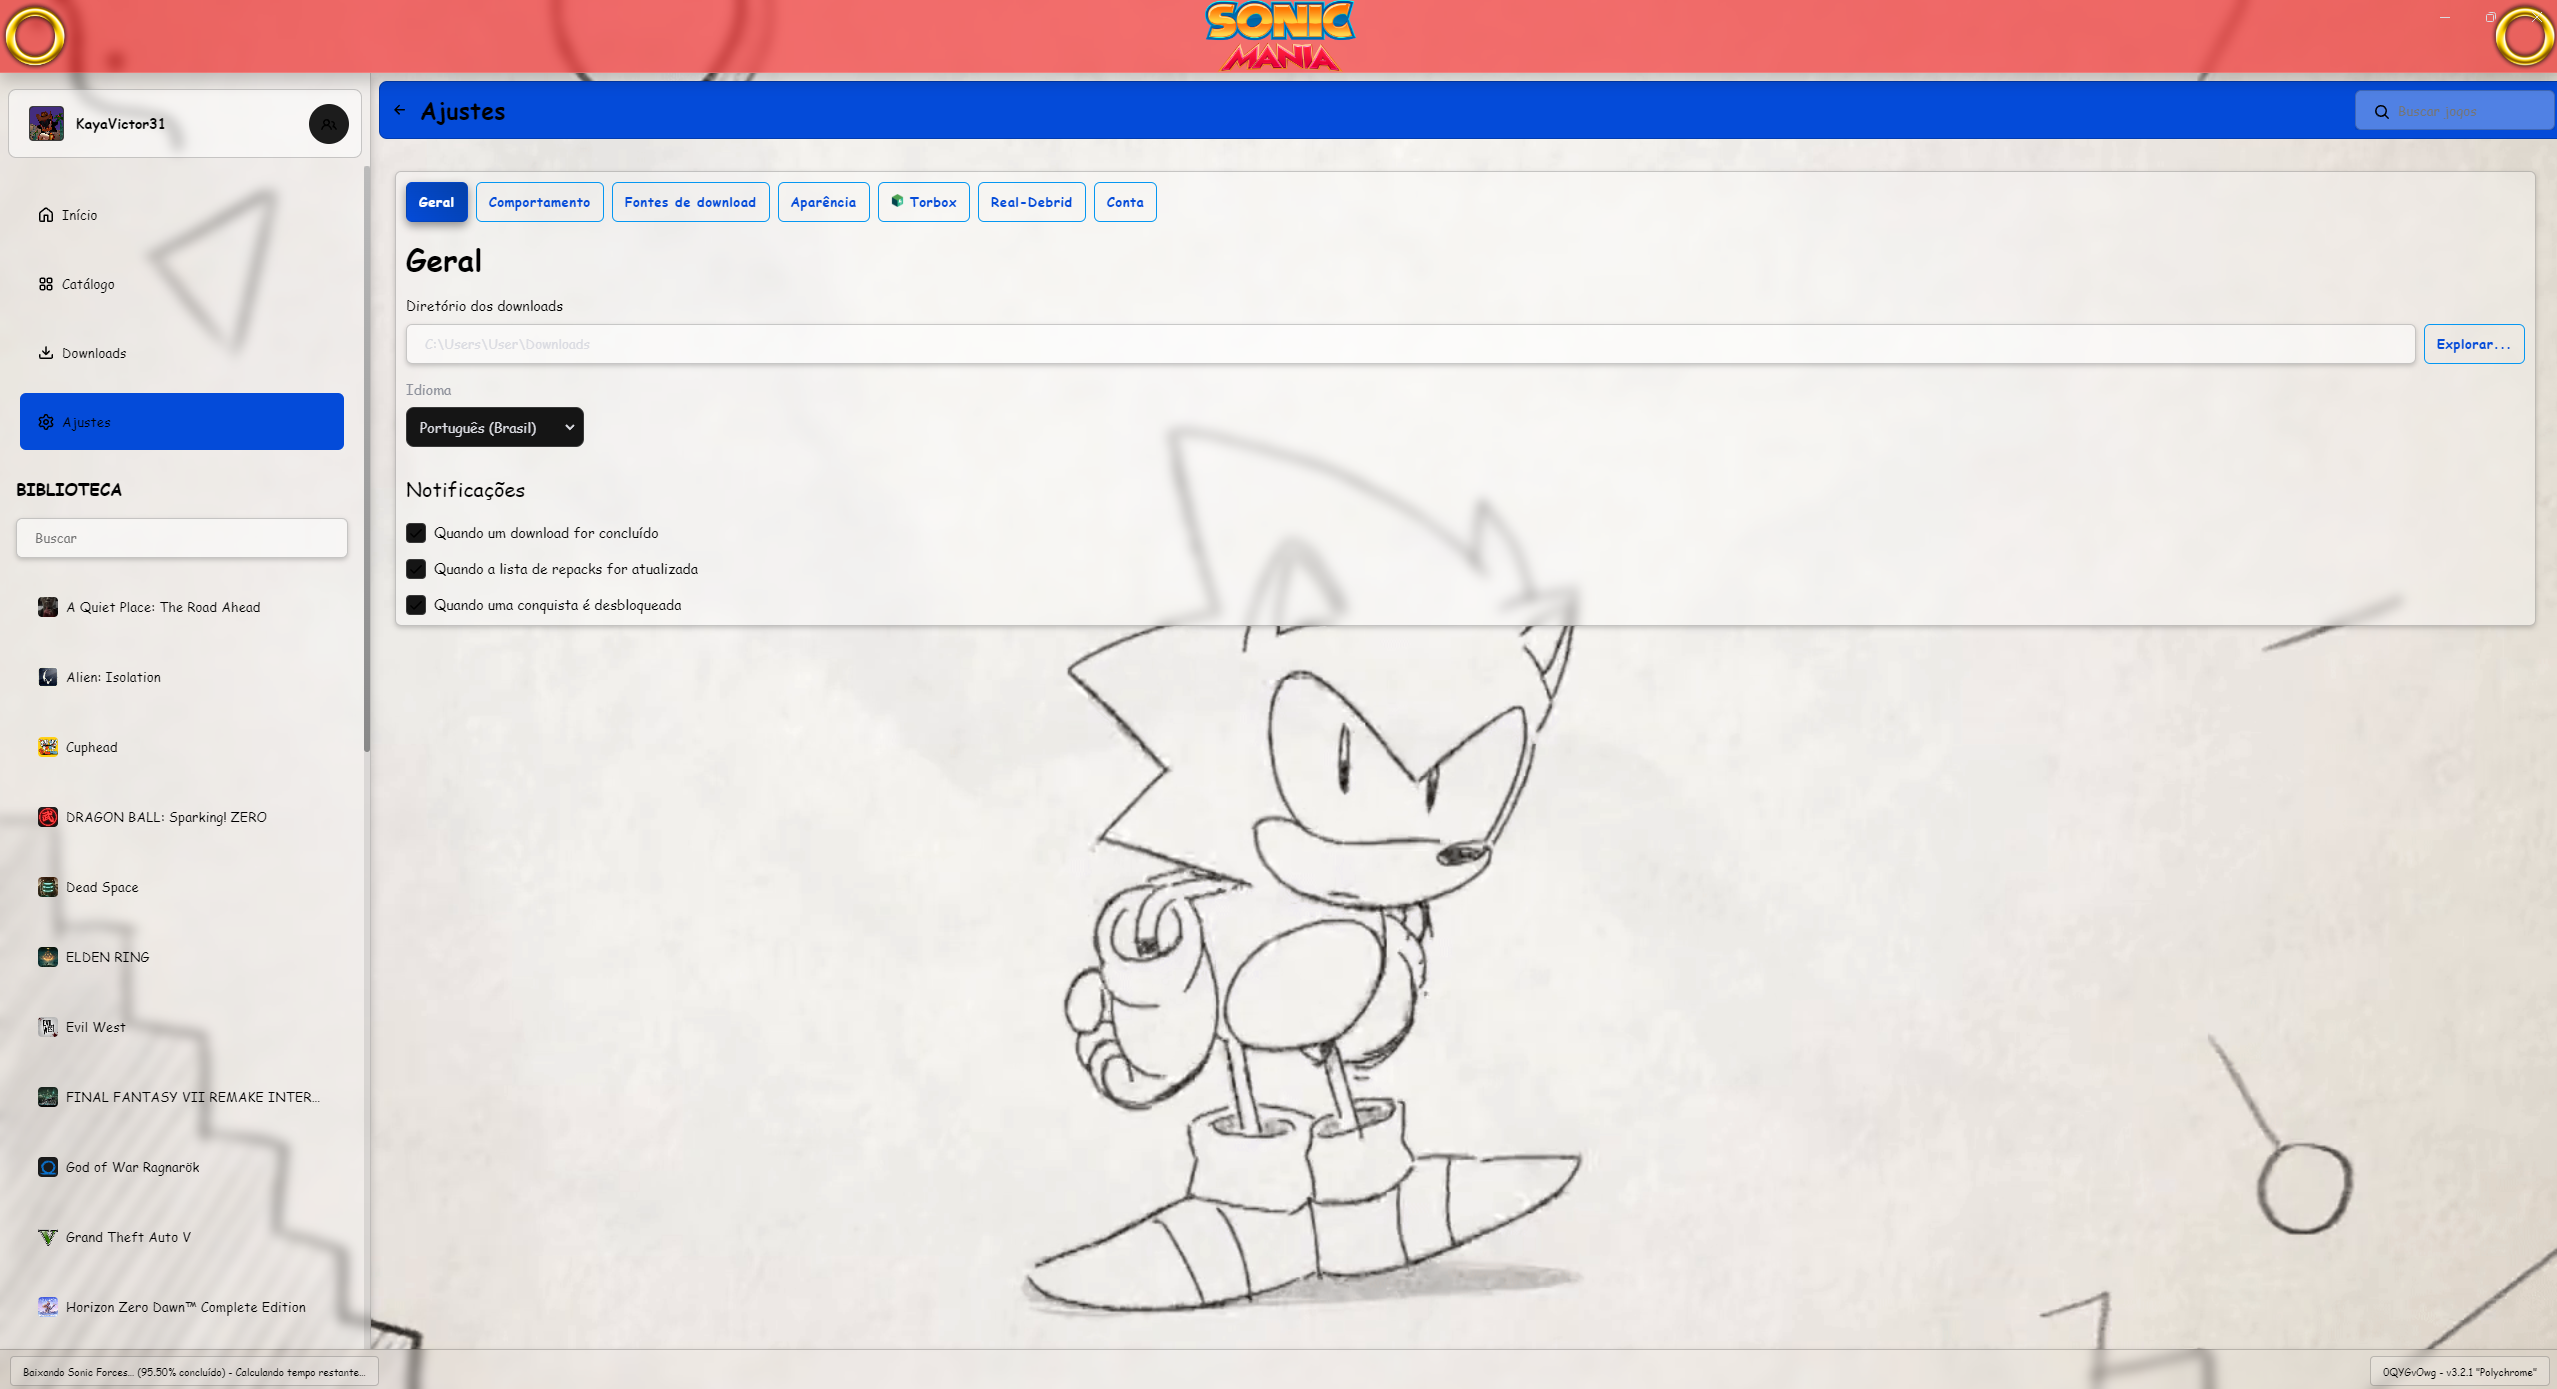 SONIC
MANIA
KayaVictor31
Início
Catálogo
Downloads
Ajustes
BIBLIOTECA
Buscar
A Quiet Place: The Road Ahead
Alien: Isolation
Cuphead
DRAGON BALL: Sparking! ZERO
Dead Space
ELDEN RING
Evil West
FINAL FANTASY VII REMAKE INTER...
God of War Ragnarök
Grand Theft Auto V
Horizon Zero Dawn™ Complete Edition
Ajustes
Buscar jogos
Geral Comportamento Fontes de download Aparência Torbox Real-Debrid Conta
Geral
Diretório dos downloads
C:\Users\User\Downloads Explorar...
Idioma
Português (Brasil)
Notificações
Quando um download for concluído
Quando a lista de repacks for atualizada
Quando uma conquista é desbloqueada
Baixando Sonic Forces… (95.50% concluído) - Calculando tempo restante…
0QYGvOwg - v3.2.1 "Polychrome"